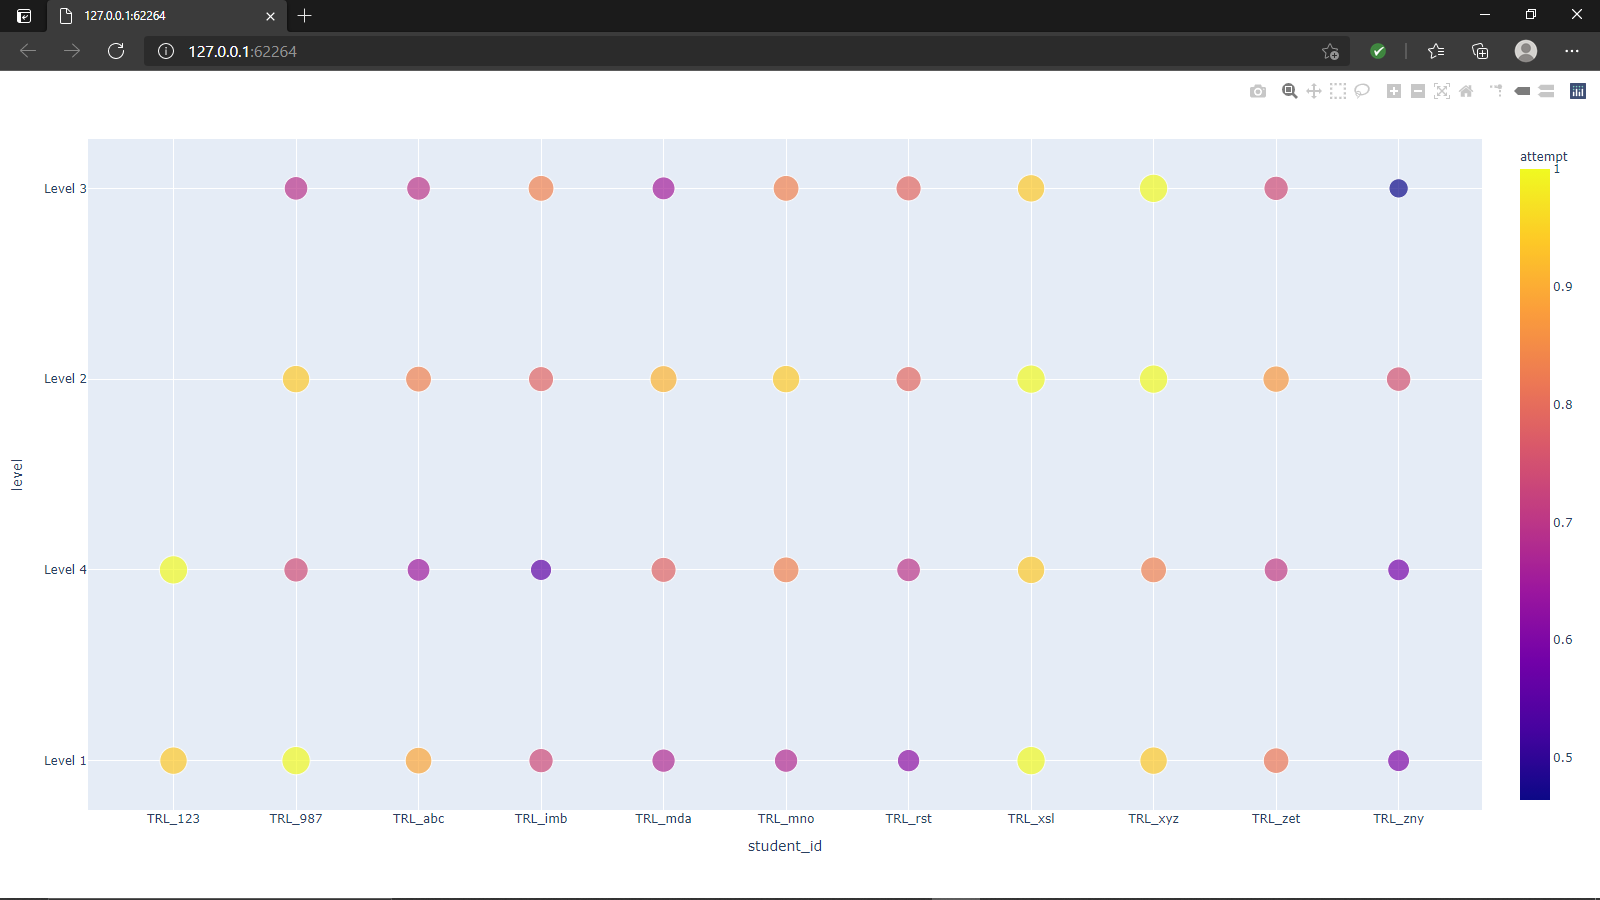 127.0.0.1:62264
127.0.0.1:62264
attempt
1
0.9
0.8
0.7
0.6
0.5
level
Level 3
Level 2
Level 4
Level 1
TRL_123 TRL_987 TRL_abc TRL_imb TRL_mda TRL_mno TRL_rst TRL_xsl TRL_xyz TRL_zet TRL_zny
student_id